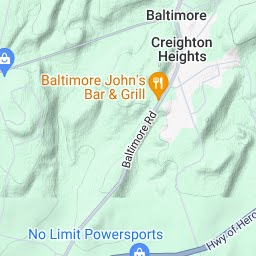 Baltimore
Creighton
Heights
Baltimore John's
Bar & Grill
Baltimore Rd
No Limit Powersports
Hwy of Hero